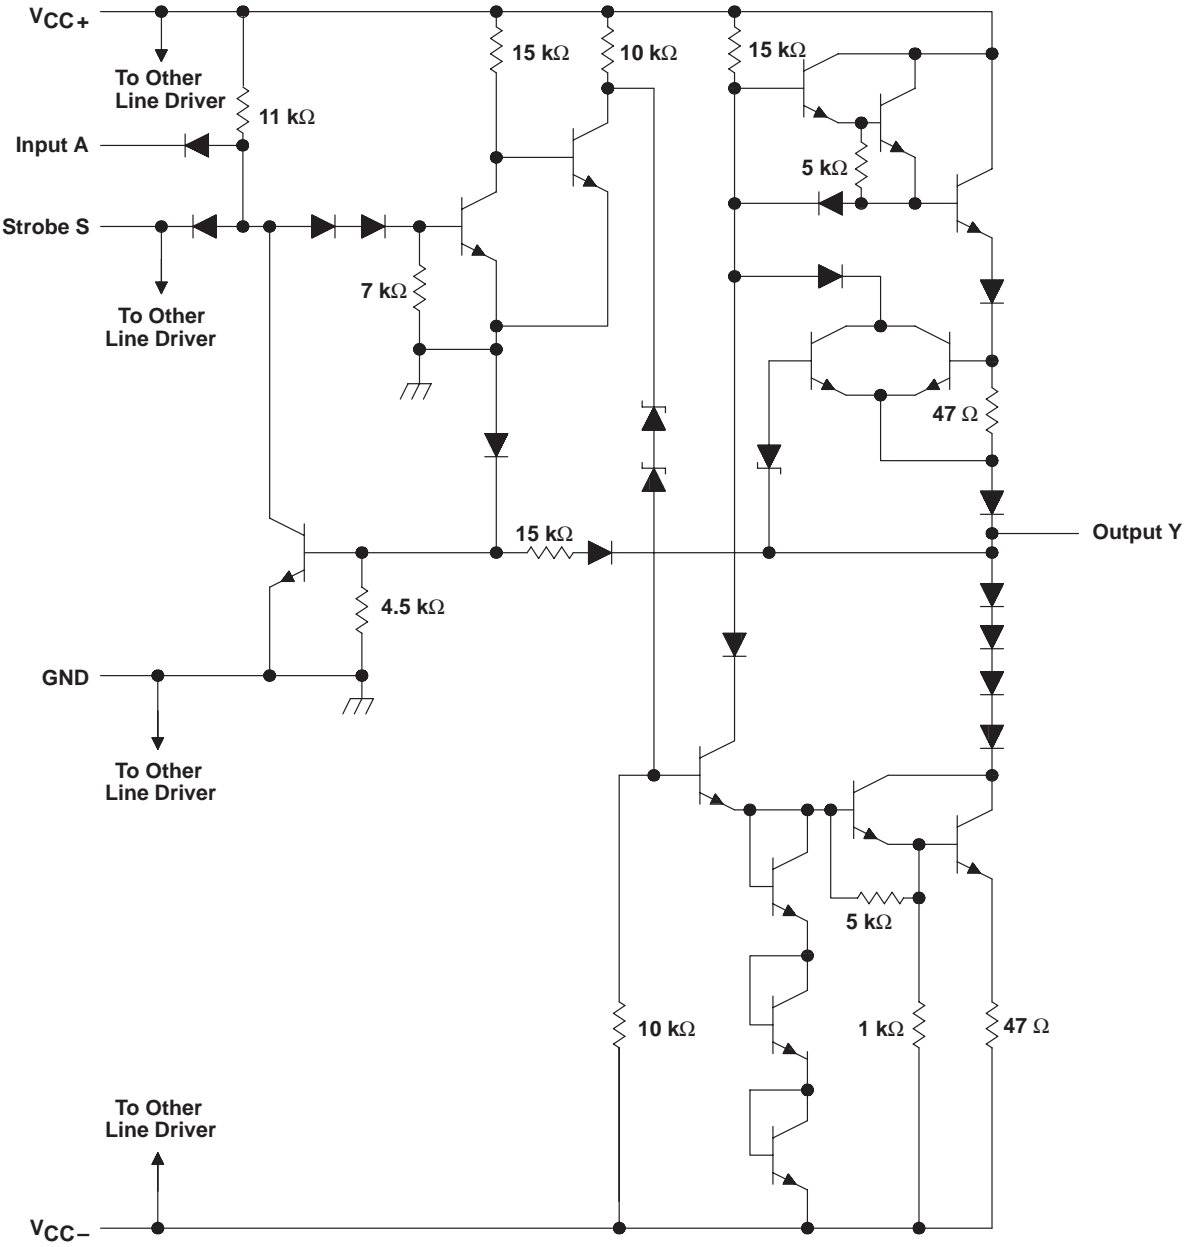 VCC+
15 kΩ
10 kΩ
15 kΩ
To Other
Line Driver
11 kΩ
Input A
5 kΩ
Strobe S
7 kΩ
To Other
Line Driver
47 Ω
15 kΩ
Output Y
4.5 kΩ
GND
To Other
Line Driver
5 kΩ
10 kΩ
1 kΩ
47 Ω
To Other
Line Driver
VCC−